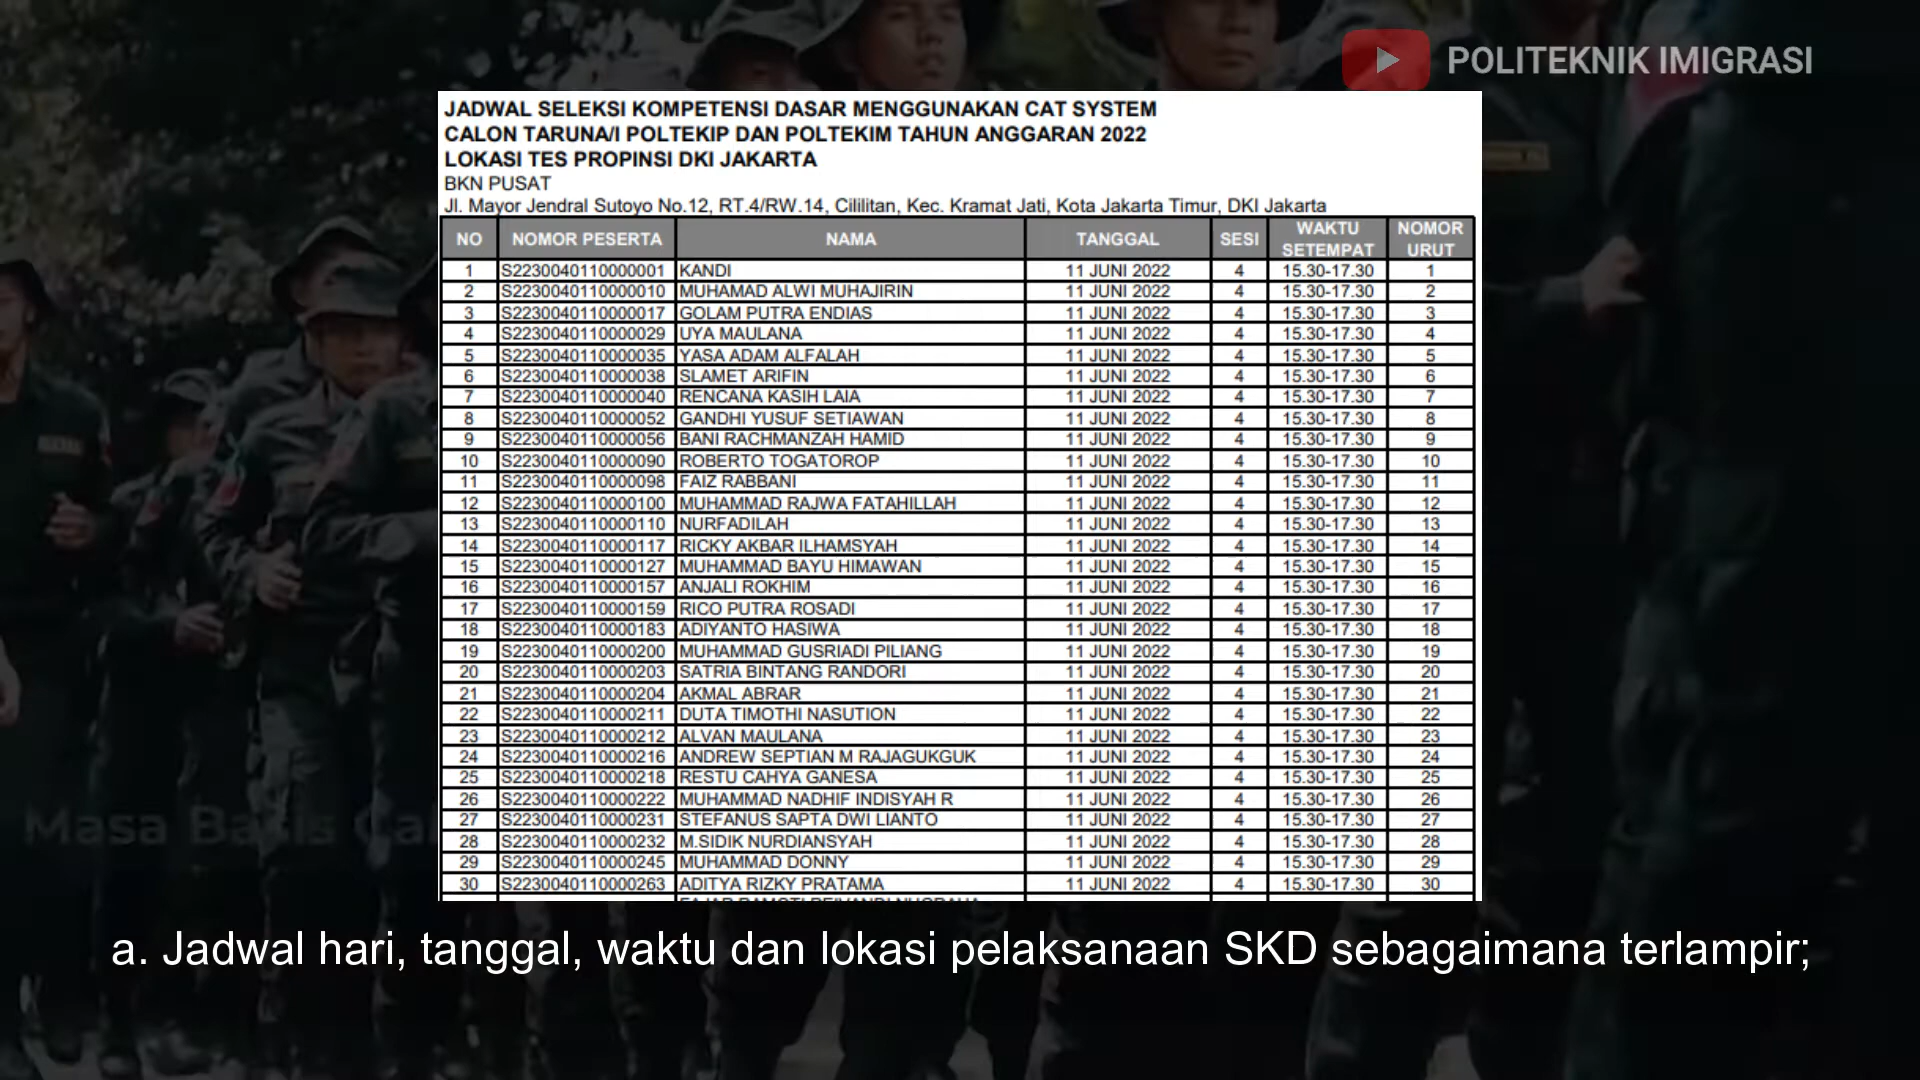 POLITEKNIK IMIGRASI
JADWAL SELEKSI KOMPETENSI DASAR MENGGUNAKAN CAT SYSTEM
CALON TARUNA/I POLTEKIP DAN POLTEKIM TAHUN ANGGARAN 2022
LOKASI TES PROPINSI DKI JAKARTA
BKN PUSAT
Jl. Mayor Jendral Sutoyo No.12, RT.4/RW.14, Cililitan, Kec. Kramat Jati, Kota Jakarta Timur, DKI Jakarta
NO NOMOR PESERTA NAMA TANGGAL SESI WAKTU SETEMPAT NOMOR URUT
1 S2230040110000001 KANDI 11 JUNI 2022 4 15.30-17.30 1
2 S2230040110000010 MUHAMAD ALWI MUHAJIRIN 11 JUNI 2022 4 15.30-17.30 2
3 S2230040110000017 GOLAM PUTRA ENDIAS 11 JUNI 2022 4 15.30-17.30 3
4 S2230040110000029 UYA MAULANA 11 JUNI 2022 4 15.30-17.30 4
5 S2230040110000035 YASA ADAM ALFALAH 11 JUNI 2022 4 15.30-17.30 5
6 S2230040110000038 SLAMET ARIFIN 11 JUNI 2022 4 15.30-17.30 6
7 S2230040110000040 RENCANA KASIH LAIA 11 JUNI 2022 4 15.30-17.30 7
8 S2230040110000052 GANDHI YUSUF SETIAWAN 11 JUNI 2022 4 15.30-17.30 8
9 S2230040110000056 BANI RACHMANZAH HAMID 11 JUNI 2022 4 15.30-17.30 9
10 S2230040110000090 ROBERTO TOGATOROP 11 JUNI 2022 4 15.30-17.30 10
11 S2230040110000098 FAIZ RABBANI 11 JUNI 2022 4 15.30-17.30 11
12 S2230040110000100 MUHAMMAD RAJWA FATAHILLAH 11 JUNI 2022 4 15.30-17.30 12
13 S2230040110000110 NURFADILAH 11 JUNI 2022 4 15.30-17.30 13
14 S2230040110000117 RICKY AKBAR ILHAMSYAH 11 JUNI 2022 4 15.30-17.30 14
15 S2230040110000127 MUHAMMAD BAYU HIMAWAN 11 JUNI 2022 4 15.30-17.30 15
16 S2230040110000157 ANJALI ROKHIM 11 JUNI 2022 4 15.30-17.30 16
17 S2230040110000159 RICO PUTRA ROSADI 11 JUNI 2022 4 15.30-17.30 17
18 S2230040110000183 ADIYANTO HASIWA 11 JUNI 2022 4 15.30-17.30 18
19 S2230040110000200 MUHAMMAD GUSRIADI PILIANG 11 JUNI 2022 4 15.30-17.30 19
20 S2230040110000203 SATRIA BINTANG RANDORI 11 JUNI 2022 4 15.30-17.30 20
21 S2230040110000204 AKMAL ABRAR 11 JUNI 2022 4 15.30-17.30 21
22 S2230040110000211 DUTA TIMOTHI NASUTION 11 JUNI 2022 4 15.30-17.30 22
23 S2230040110000212 ALVAN MAULANA 11 JUNI 2022 4 15.30-17.30 23
24 S2230040110000216 ANDREW SEPTIAN M RAJAGUKGUK 11 JUNI 2022 4 15.30-17.30 24
25 S2230040110000218 RESTU CAHYA GANESA 11 JUNI 2022 4 15.30-17.30 25
26 S2230040110000222 MUHAMMAD NADHIF INDISYAH R 11 JUNI 2022 4 15.30-17.30 26
27 S2230040110000231 STEFANUS SAPTA DWI LIANTO 11 JUNI 2022 4 15.30-17.30 27
28 S2230040110000232 M.SIDIK NURDIANSYAH 11 JUNI 2022 4 15.30-17.30 28
29 S2230040110000245 MUHAMMAD DONNY 11 JUNI 2022 4 15.30-17.30 29
30 S2230040110000263 ADITYA RIZKY PRATAMA 11 JUNI 2022 4 15.30-17.30 30
Masa Basis
a. Jadwal hari, tanggal, waktu dan lokasi pelaksanaan SKD sebagaimana terlampir;